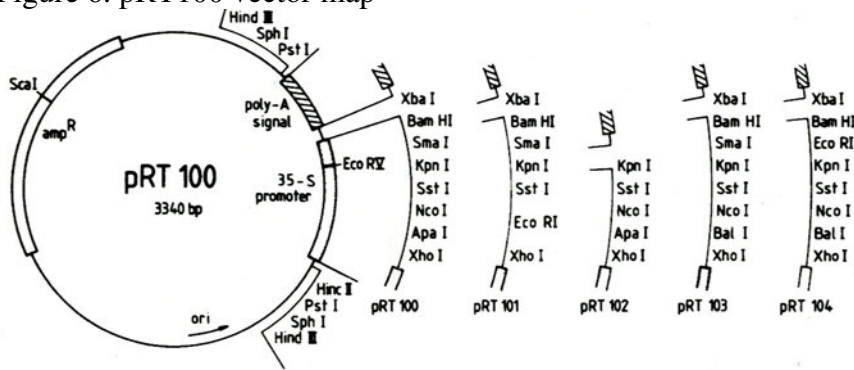 Figure 6: pRT100 vector map
Hind III
Sph I
Pst I
Sca I
amp R
poly-A
signal
Eco RV
35-S
promoter
pRT 100
3340 bp
Hinc II
Pst I
Sph I
Hind III
ori
Xba I
Bam HI
Sma I
Kpn I
Sst I
Nco I
Apa I
Xho I
pRT 100
Xba I
Bam HI
Sma I
Kpn I
Sst I
Eco RI
Xho I
pRT 101
Kpn I
Sst I
Nco I
Apa I
Xho I
pRT 102
Xba I
Bam HI
Sma I
Kpn I
Sst I
Nco I
Bal I
Xho I
pRT 103
Xba I
Bam HI
Eco RI
Kpn I
Sst I
Nco I
Bal I
Xho I
pRT 104